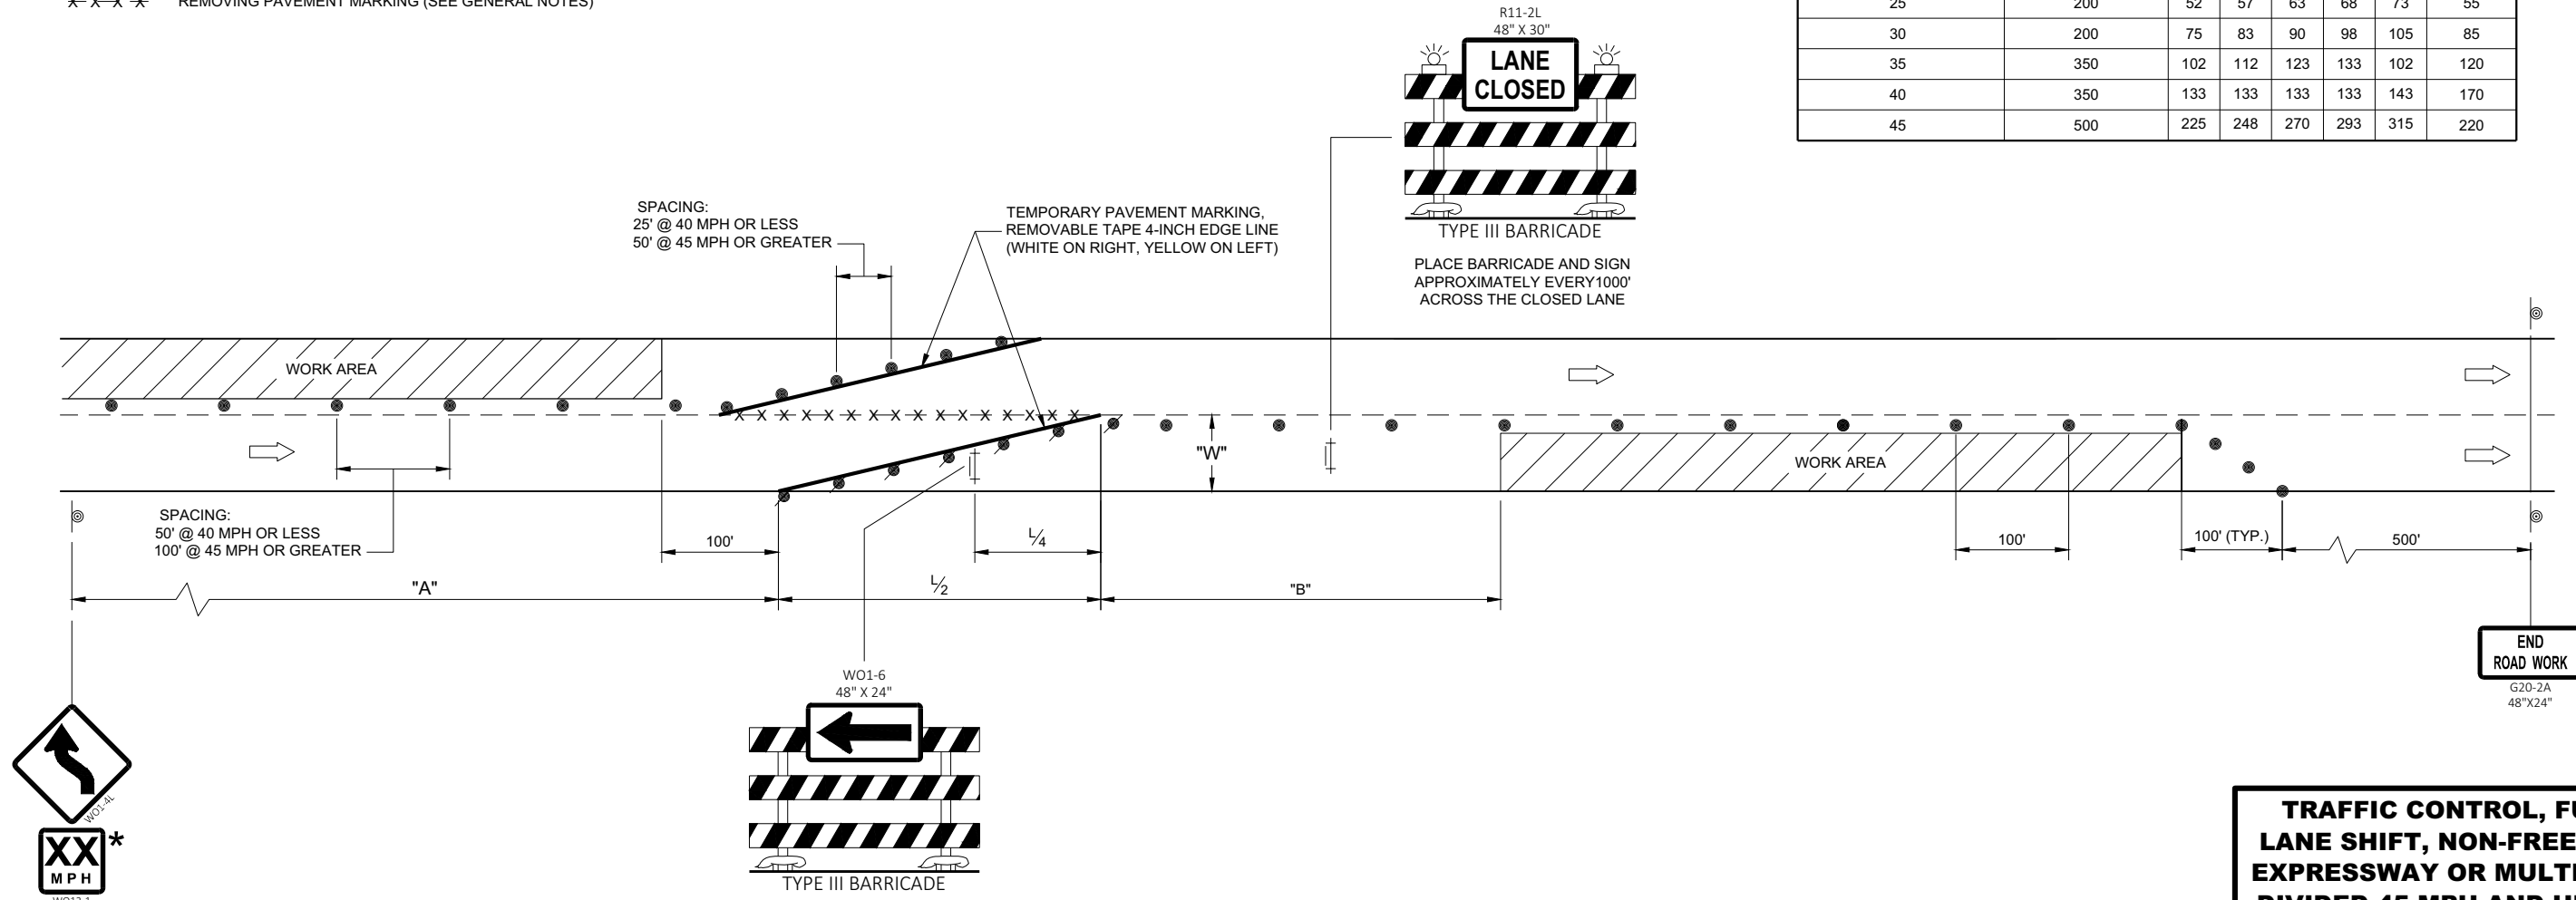 X X X X REMOVING PAVEMENT MARKING (SEE GENERAL NOTES)
25 200 52 57 63 68 73 55
30 200 75 83 90 98 105 85
35 350 102 112 123 133 102 120
40 350 133 133 133 133 143 170
45 500 225 248 270 293 315 220
R11-2L
48" X 30"
LANE
CLOSED
TYPE III BARRICADE
PLACE BARRICADE AND SIGN
APPROXIMATELY EVERY1000'
ACROSS THE CLOSED LANE
SPACING:
25' @ 40 MPH OR LESS
50' @ 45 MPH OR GREATER
TEMPORARY PAVEMENT MARKING,
REMOVABLE TAPE 4-INCH EDGE LINE
(WHITE ON RIGHT, YELLOW ON LEFT)
WORK AREA
X X X X X X X X X X X X X X X X
"W"
WORK AREA
SPACING:
50' @ 40 MPH OR LESS
100' @ 45 MPH OR GREATER
100'
L/4
100'
100' (TYP.)
500'
"A"
L/2
"B"
WO1-6
48" X 24"
TYPE III BARRICADE
END
ROAD WORK
G20-2A
48"X24"
WO1-4L
XX*
MPH
WO13-1
TRAFFIC CONTROL, FU
LANE SHIFT, NON-FREE
EXPRESSWAY OR MULT
DIVIDED 45 MPH AND U